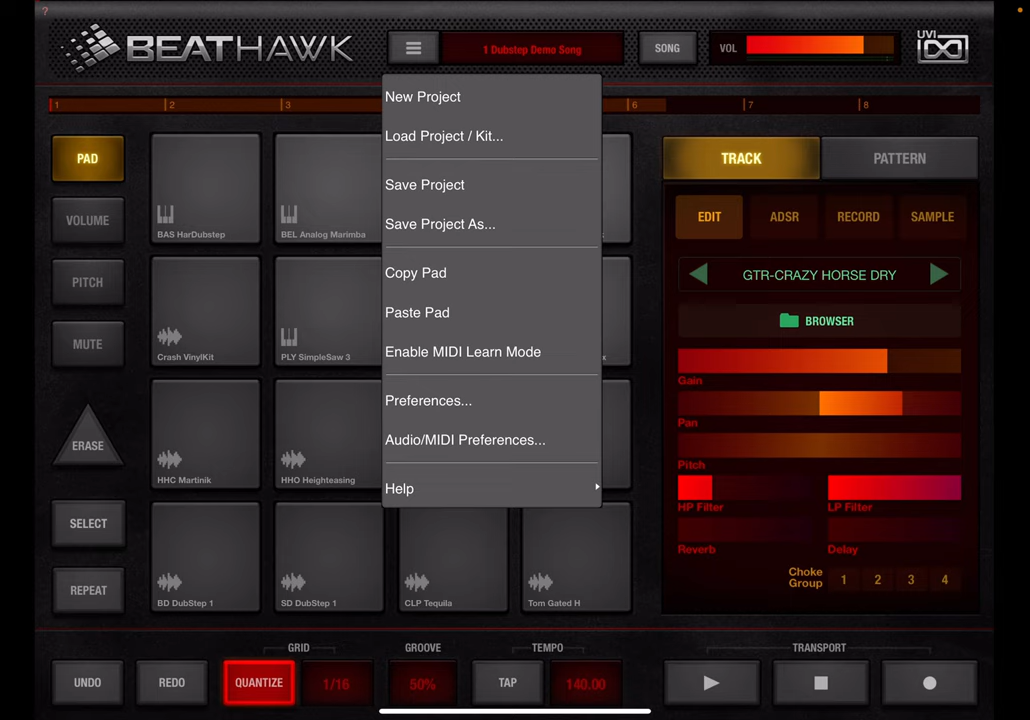 ?
BEATHAWK
1 Dubstep Demo Song
SONG
VOL
UVI
1 2 3 6 7 8
New Project
Load Project / Kit...
Save Project
Save Project As...
Copy Pad
Paste Pad
Enable MIDI Learn Mode
Preferences...
Audio/MIDI Preferences...
Help
PAD
VOLUME
PITCH
MUTE
ERASE
SELECT
REPEAT
BAS HarDubstep
BEL Analog Marimba
Crash VinylKit
PLY SimpleSaw 3
HHC Martinik
HHO Heighteasing
BD DubStep 1
SD DubStep 1
CLP Tequila
Tom Gated H
TRACK
PATTERN
EDIT
ADSR
RECORD
SAMPLE
GTR-CRAZY HORSE DRY
BROWSER
Gain
Pan
Pitch
HP Filter
LP Filter
Reverb
Delay
Choke
Group
1 2 3 4
GRID
GROOVE
TEMPO
TRANSPORT
UNDO
REDO
QUANTIZE
1/16
50%
TAP
140.00